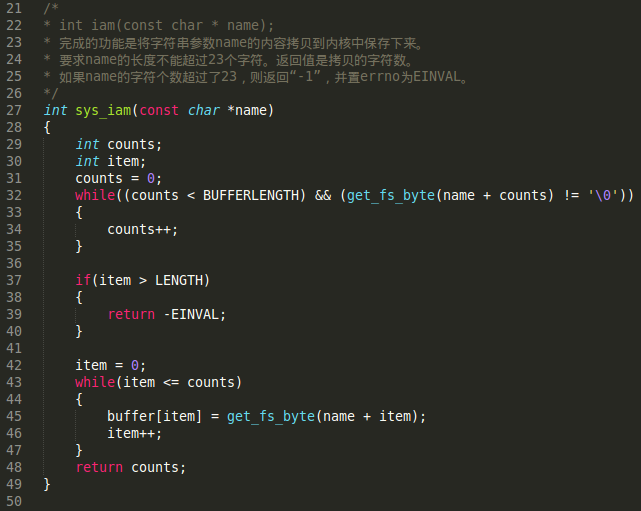 21 /*
22 * int iam(const char * name);
23 * 完成的功能是将字符串参数name的内容拷贝到内核中保存下来。
24 * 要求name的长度不能超过23个字符。返回值是拷贝的字符数。
25 * 如果name的字符个数超过了23，则返回“-1”，并置errno为EINVAL。
26 */
27 int sys_iam(const char *name)
28 {
29     int counts;
30     int item;
31     counts = 0;
32     while((counts < BUFFERLENGTH) && (get_fs_byte(name + counts) != '\0'))
33     {
34         counts++;
35     }
36
37     if(item > LENGTH)
38     {
39         return -EINVAL;
40     }
41
42     item = 0;
43     while(item <= counts)
44     {
45         buffer[item] = get_fs_byte(name + item);
46         item++;
47     }
48     return counts;
49 }
50